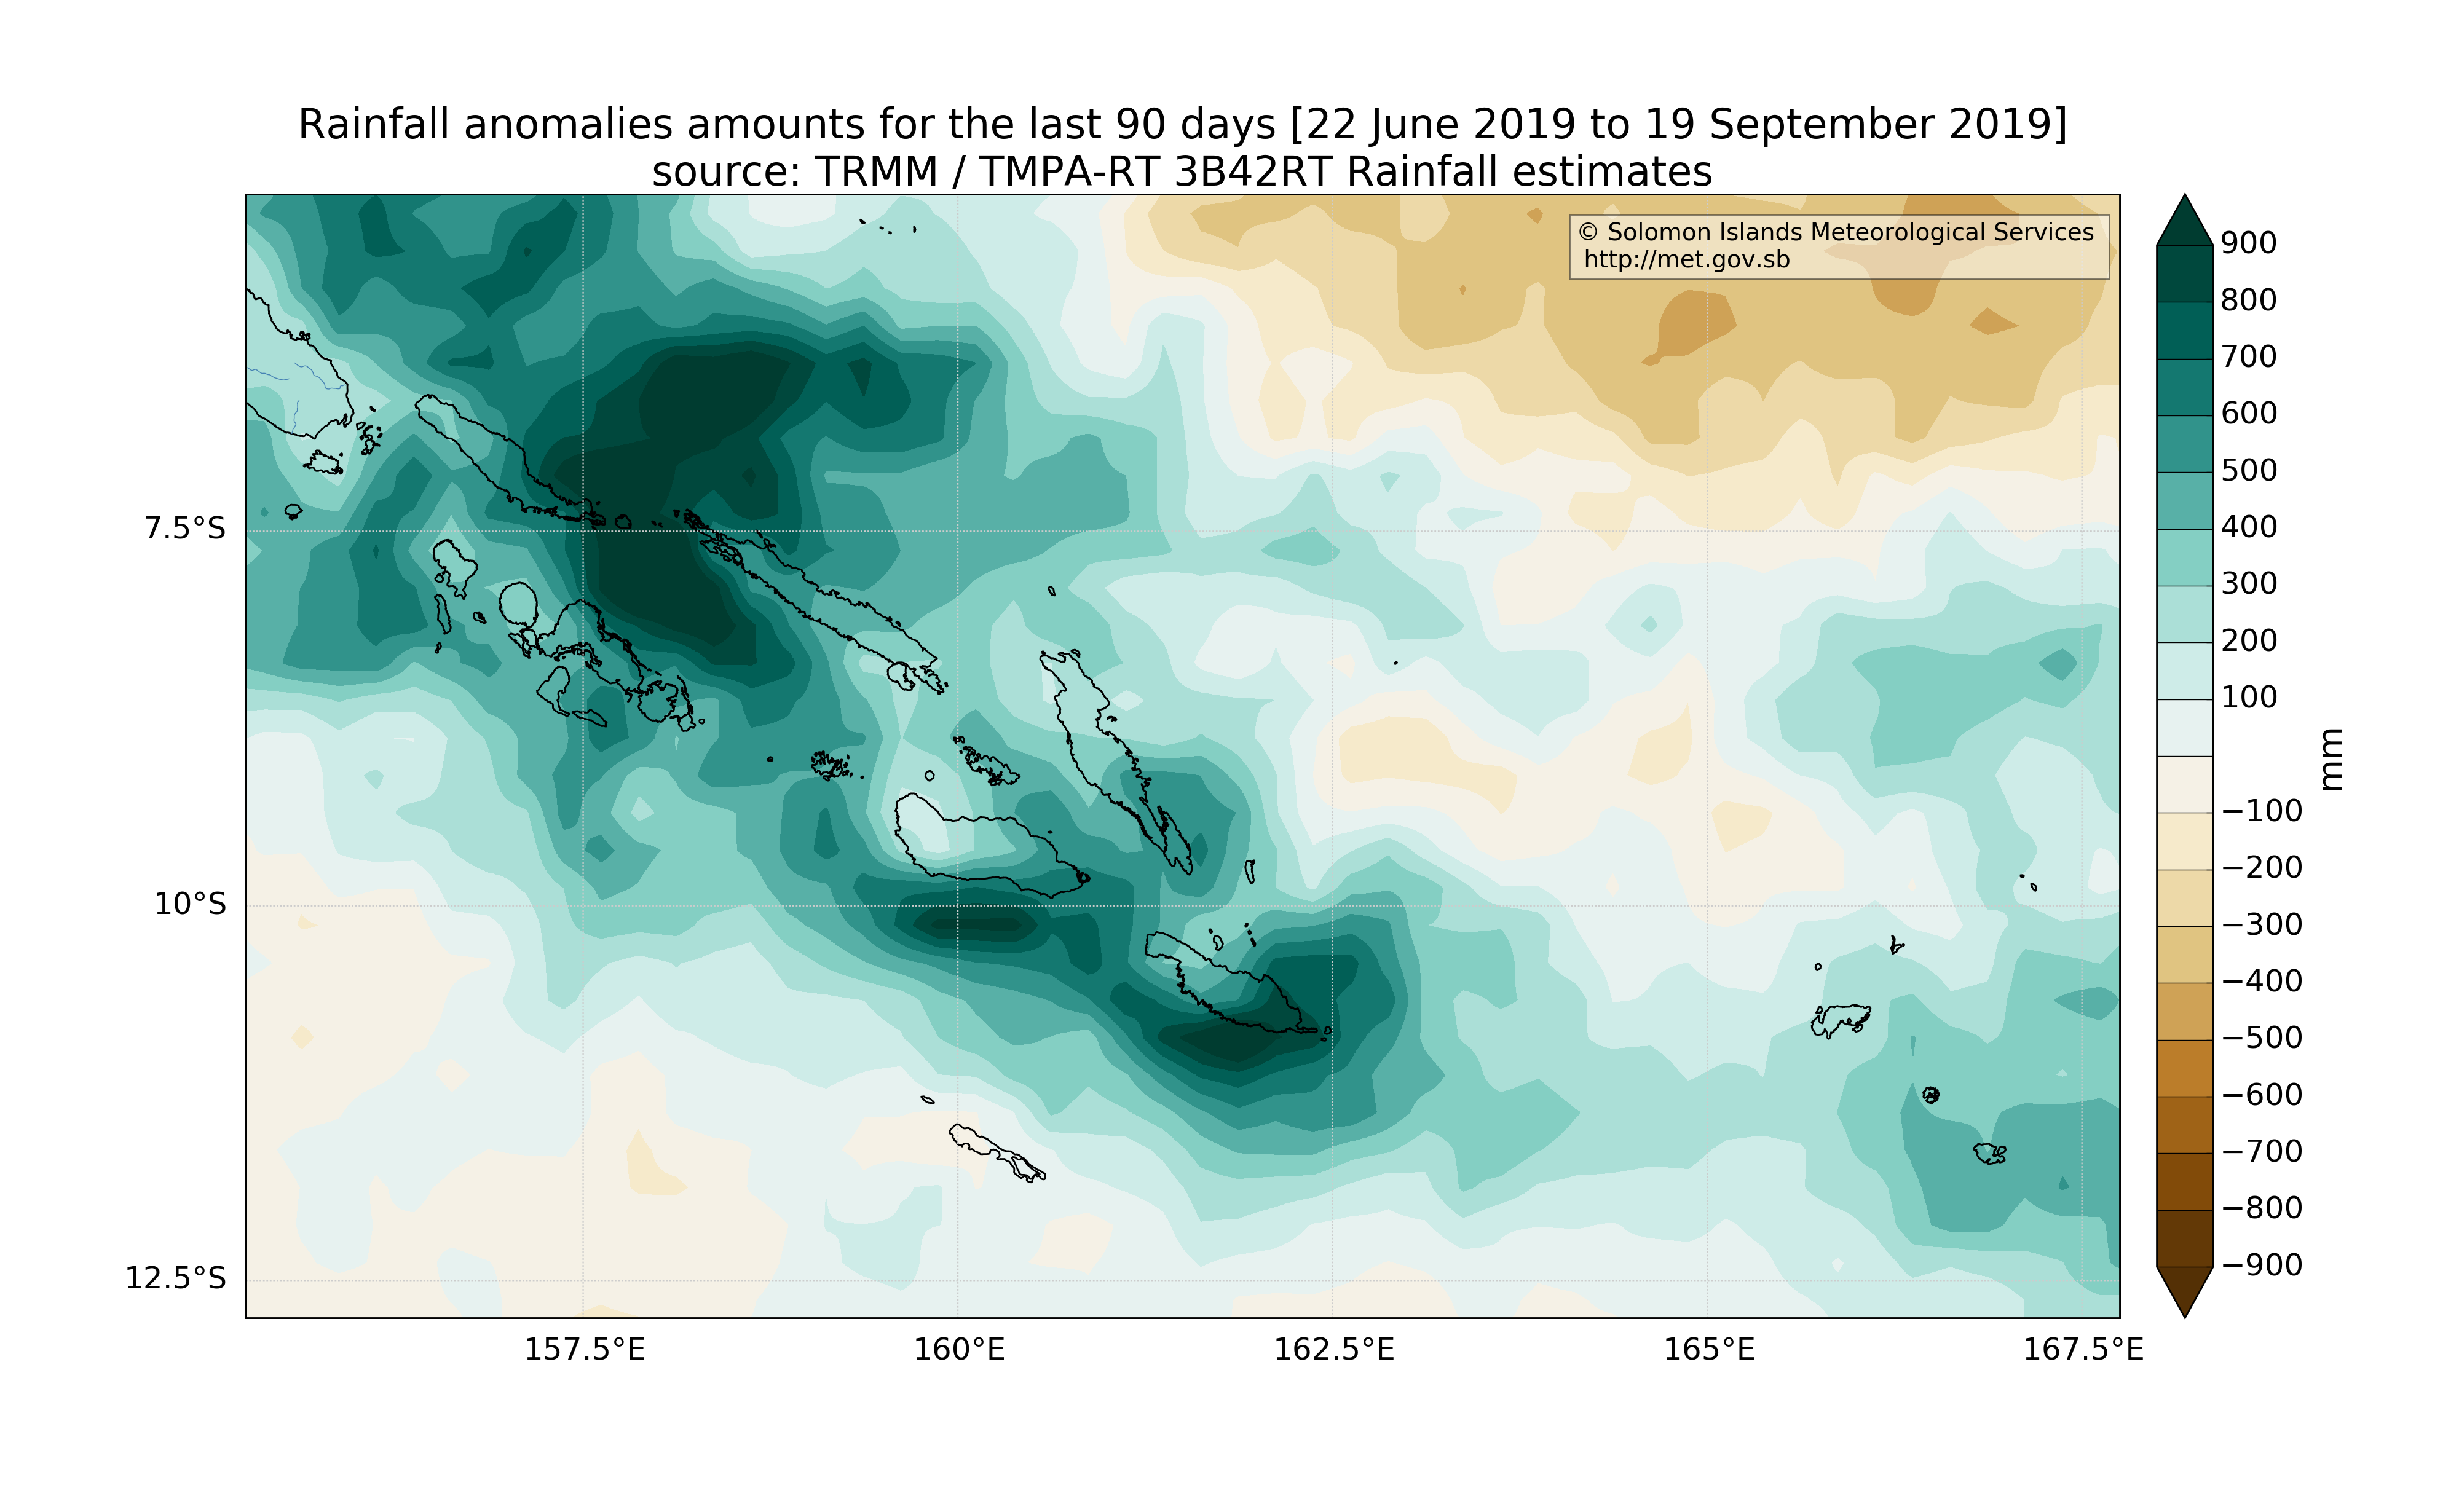 Rainfall anomalies amounts for the last 90 days [22 June 2019 to 19 September 2019]
source: TRMM / TMPA-RT 3B42RT Rainfall estimates
© Solomon Islands Meteorological Services
http://met.gov.sb
7.5°S
10°S
12.5°S
157.5°E
160°E
162.5°E
165°E
167.5°E
900
800
700
600
500
400
300
200
100
−100
−200
−300
−400
−500
−600
−700
−800
−900
mm